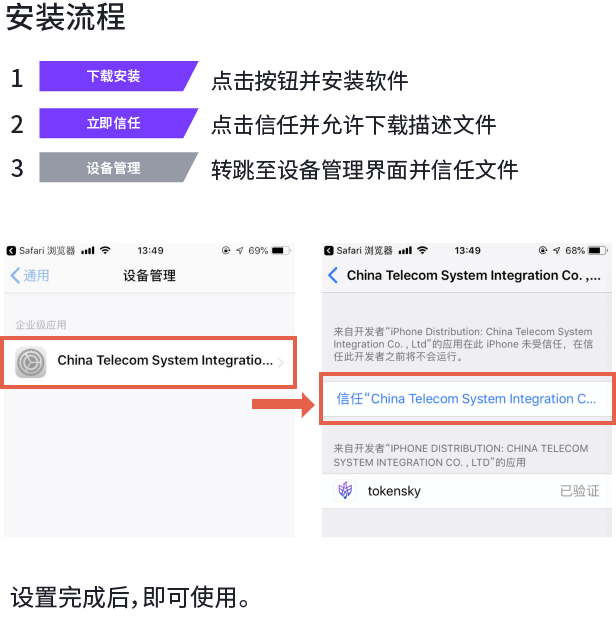 安装流程
1 下载安装 点击按钮并安装软件
2 立即信任 点击信任并允许下载描述文件
3 设备管理 转跳至设备管理界面并信任文件
Safari 浏览器 13:49 69%
通用 设备管理
企业级应用
China Telecom System Integratio...
Safari 浏览器 13:49 68%
China Telecom System Integration Co. ,...
来自开发者“iPhone Distribution: China Telecom System
Integration Co. , Ltd”的应用在此 iPhone 未受信任，在信
任此开发者之前将不会运行。
信任“China Telecom System Integration C...
来自开发者“IPHONE DISTRIBUTION: CHINA TELECOM
SYSTEM INTEGRATION CO. , LTD”的应用
tokensky 已验证
设置完成后，即可使用。